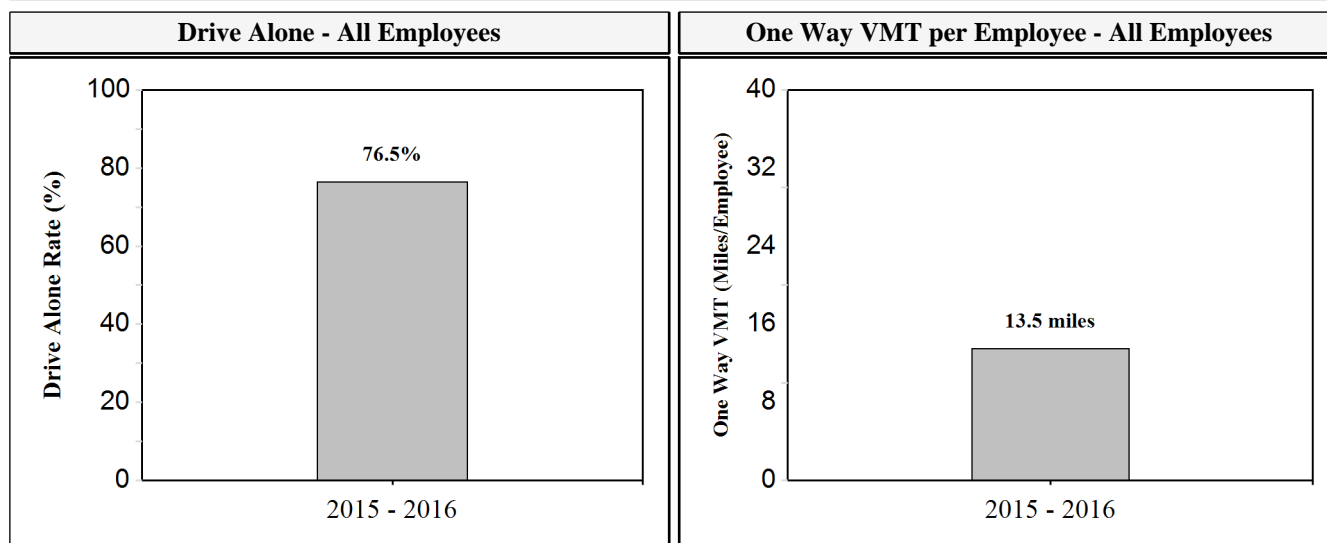 Drive Alone - All Employees
One Way VMT per Employee - All Employees
Drive Alone Rate (%)
100
80
60
40
20
0
76.5%
2015 - 2016
One Way VMT (Miles/Employee)
40
32
24
16
8
0
13.5 miles
2015 - 2016